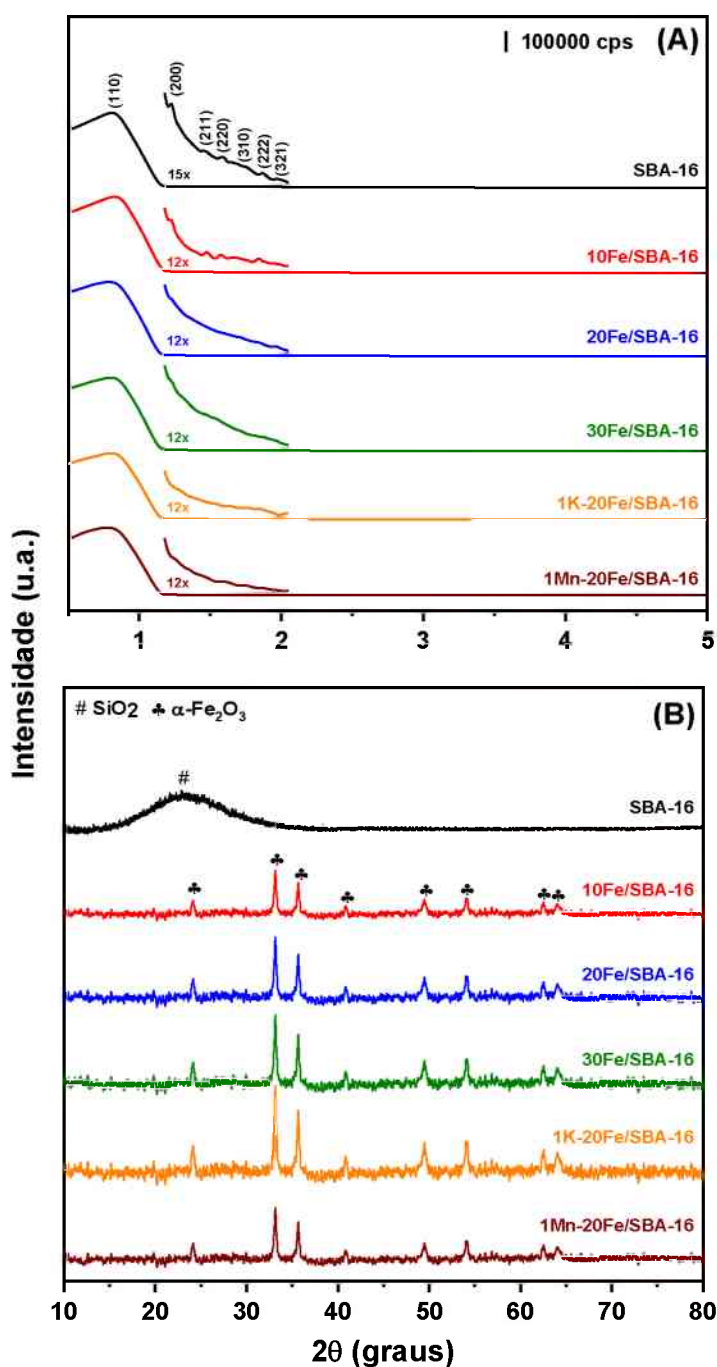 100000 cps (A)
(110)
(200)
(211)
(220)
(310)
(222)
(321)
15x
SBA-16
12x
10Fe/SBA-16
12x
20Fe/SBA-16
12x
30Fe/SBA-16
12x
1K-20Fe/SBA-16
12x
1Mn-20Fe/SBA-16
1 2 3 4 5
Intensidade (u.a.)
# SiO2 ♣ α-Fe₂O₃ (B)
#
SBA-16
♣ ♣ ♣ ♣ ♣ ♣ ♣ ♣
10Fe/SBA-16
20Fe/SBA-16
30Fe/SBA-16
1K-20Fe/SBA-16
1Mn-20Fe/SBA-16
10 20 30 40 50 60 70 80
2θ (graus)